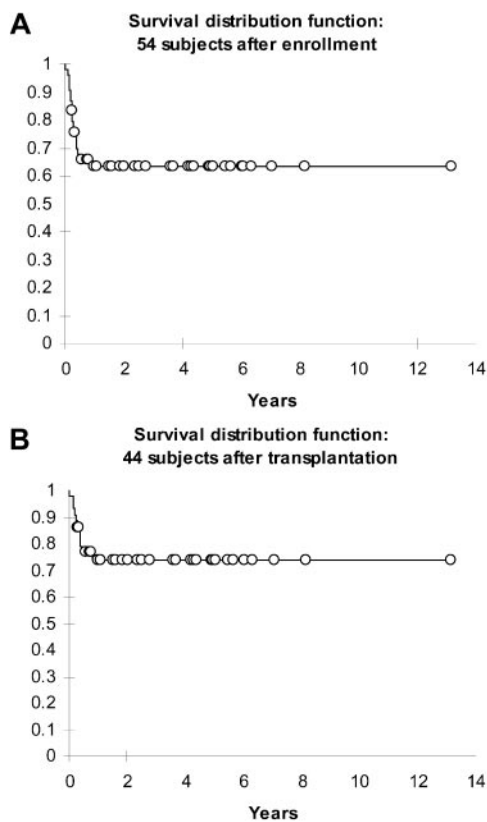 A
Survival distribution function:
54 subjects after enrollment
1
0.9
0.8
0.7
0.6
0.5
0.4
0.3
0.2
0.1
0
0 2 4 6 8 10 12 14
Years
B
Survival distribution function:
44 subjects after transplantation
1
0.9
0.8
0.7
0.6
0.5
0.4
0.3
0.2
0.1
0
0 2 4 6 8 10 12 14
Years